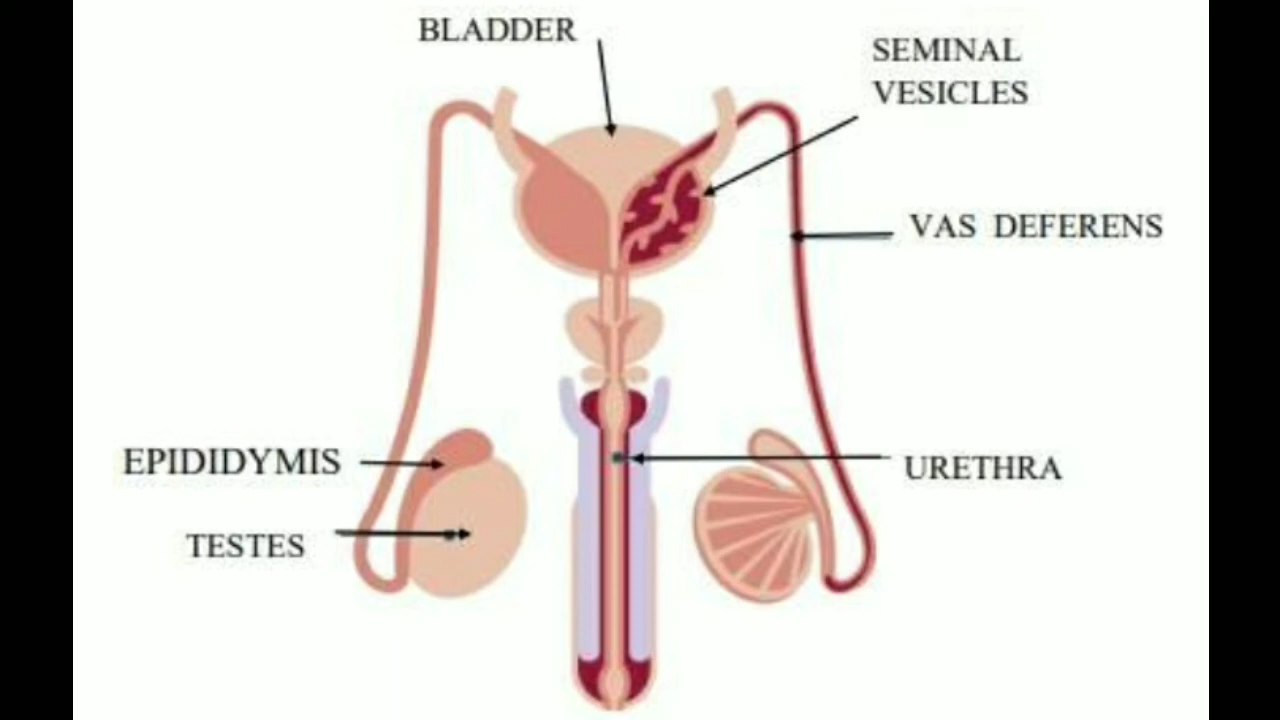 BLADDER
SEMINAL
VESICLES
VAS DEFERENS
EPIDIDYMIS
URETHRA
TESTES